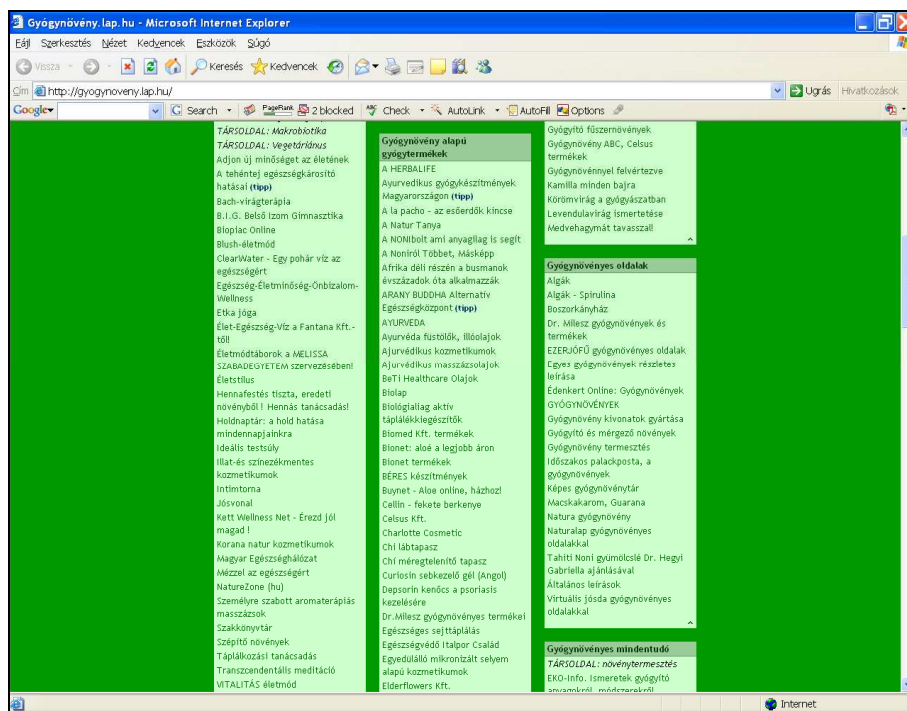 Gyógynövény.lap.hu - Microsoft Internet Explorer
Fájl Szerkesztés Nézet Kedvencek Eszközök Súgó
Vissza Keresés Kedvencek
Cím http://gyogynoveny.lap.hu/ Ugrás Hivatkozások
Google Search PageRank 2 blocked Check AutoLink AutoFill Options
TÁRSOLDAL: Makrobiotika
TÁRSOLDAL: Vegetáriánus
Adjon új minőséget az életének
A tehéntej egészségkárosító
hatásai (tipp)
Bach-virágterápia
B.I.G. Belső Izom Gimnasztika
Biopiac Online
Blush-életmód
ClearWater - Egy pohár víz az
egészségért
Egészség-Életminőség-Önbizalom-
Wellness
Etka jóga
Élet-Egészség-Víz a Fantana Kft.-
től!
Életmódtáborok a MELISSA
SZABADEGYETEM szervezésében!
Életstílus
Hennafestés tiszta, eredeti
növényből ! Hennás tanácsadás!
Holdnaptár: a hold hatása
mindennapjainkra
Ideális testsúly
Illat-és színezékmentes
kozmetikumok
Intimtorna
Jósvonal
Kett Wellness Net - Érezd jól
magad !
Korana natur kozmetikumok
Magyar Egészséghálózat
Mézzel az egészségért
NatureZone (hu)
Személyre szabott aromaterápiás
masszázsok
Szakkönyvtár
Szépítő növények
Táplálkozási tanácsadás
Transzcendentális meditáció
VITALITÁS életmód
Gyógynövény alapú
gyógytermékek
A HERBALIFE
Ayurvedikus gyógykészítmények
Magyarországon (tipp)
A la pacho - az esőerdők kincse
A Natur Tanya
A NONIbolt ami anyagilag is segít
A Noniról Többet, Másképp
Afrika déli részén a busmanok
évszázadok óta alkalmazzák
ARANY BUDDHA Alternatív
Egészségközpont (tipp)
AYURVEDA
Ayurvéda füstölők, illóolajok
Ajurvédikus kozmetikumok
Ajurvédikus masszázsolajok
BeTi Healthcare Olajok
Biolap
Biológiailag aktív
táplálékkiegészítők
Biomed Kft. termékek
Bionet: aloé a legjobb áron
Bionet termékek
BÉRES készítmények
Buynet - Aloe online, házhoz!
Cellin - fekete berkenye
Celsus Kft.
Charlotte Cosmetic
Chi lábtapasz
Chi méregtelenítő tapasz
Curiosin sebkezelő gél (Angol)
Depsorin kenőcs a psoriasis
kezelésére
Dr.Milesz gyógynövényes termékei
Egészséges sejttáplálás
Egészségvédő Italpor Család
Egyedülálló mikronizált selyem
alapú kozmetikumok
Elderflowers Kft.
Gyógyító fűszernövények
Gyógynövény ABC, Celsus
termékek
Gyógynövénnyel felvértezve
Kamilla minden bajra
Körömvirág a gyógyászatban
Levendulavirág ismertetése
Medvehagymát tavasszal!
Gyógynövényes oldalak
Algák
Algák - Spirulina
Boszorkányház
Dr. Milesz gyógynövények és
termékek
EZERJÓFŰ gyógynövényes oldalak
Egyes gyógynövények részletes
leírása
Édenkert Online: Gyógynövények
GYÓGYNÖVÉNYEK
Gyógynövény kivonatok gyártása
Gyógyító és mérgező növények
Gyógynövény termesztés
Időszakos palackposta, a
gyógynövények
Képes gyógynövénytár
Macskakarom, Guarana
Natura gyógynövény
Naturalap gyógynövényes
oldalakkal
Tahiti Noni gyümölcslé Dr. Hegyi
Gabriella ajánlásával
Általános leírások
Virtuális jósda gyógynövényes
oldalakkal
Gyógynövényes mindentudó
TÁRSOLDAL: növénytermesztés
EKO-Info. Ismeretek gyógyító
anyagokról, módszerekről
Internet